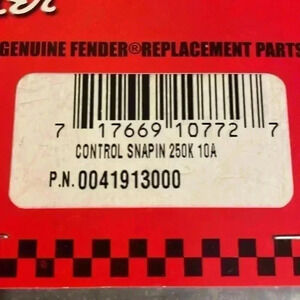 GENUINE FENDER®REPLACEMENT PARTS
7 17669 10772 7
CONTROL SNAPIN 250K 10A
P.N. 0041913000